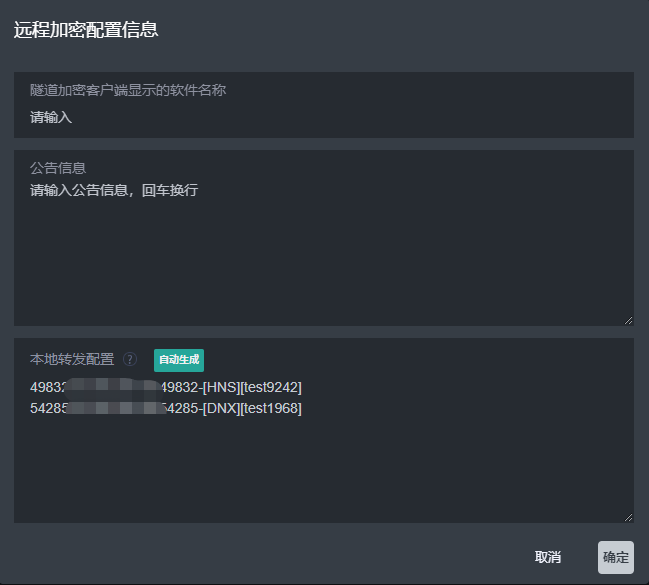 远程加密配置信息
隧道加密客户端显示的软件名称
请输入
公告信息
请输入公告信息，回车换行
本地转发配置 ? 自动生成
49832 49832-[HNS][test9242]
54285 54285-[DNX][test1968]
取消 确定